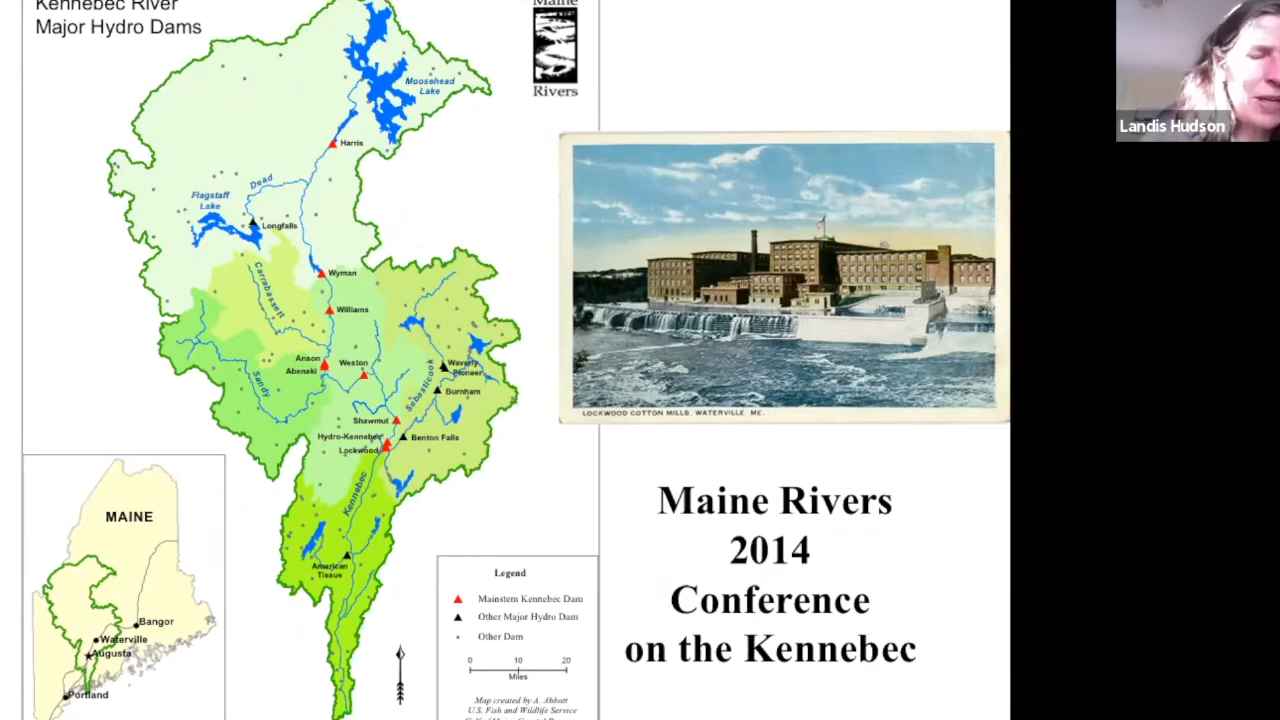 Kennebec River
Major Hydro Dams
Maine
Rivers
Moosehead
Lake
Harris
Dead
Flagstaff
Lake
Longfalls
Carrabassett
Wyman
Williams
Anson
Abenaki
Weston
Sandy
Sebasticook
Waverly
Pioneer
Burnham
Shawmut
Hydro-Kennebec
Lockwood
Benton Falls
Kennebec
American
Tissue
MAINE
Bangor
Waterville
Augusta
Portland
Legend
Mainstem Kennebec Dam
Other Major Hydro Dam
Other Dam
0 10 20
Miles
Map created by A. Abbott
U.S. Fish and Wildlife Service
LOCKWOOD COTTON MILLS, WATERVILLE ME.
Maine Rivers
2014
Conference
on the Kennebec
Landis Hudson